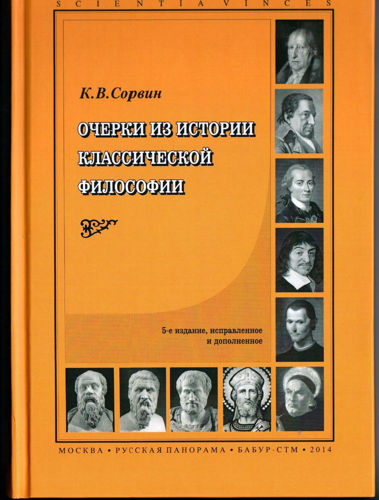 SCIENTIA VINCES
К.В.Сорвин
ОЧЕРКИ ИЗ ИСТОРИИ
КЛАССИЧЕСКОЙ
ФИЛОСОФИИ
5-е издание, исправленное
и дополненное
МОСКВА • РУССКАЯ ПАНОРАМА • БАБУР-СТМ • 2014